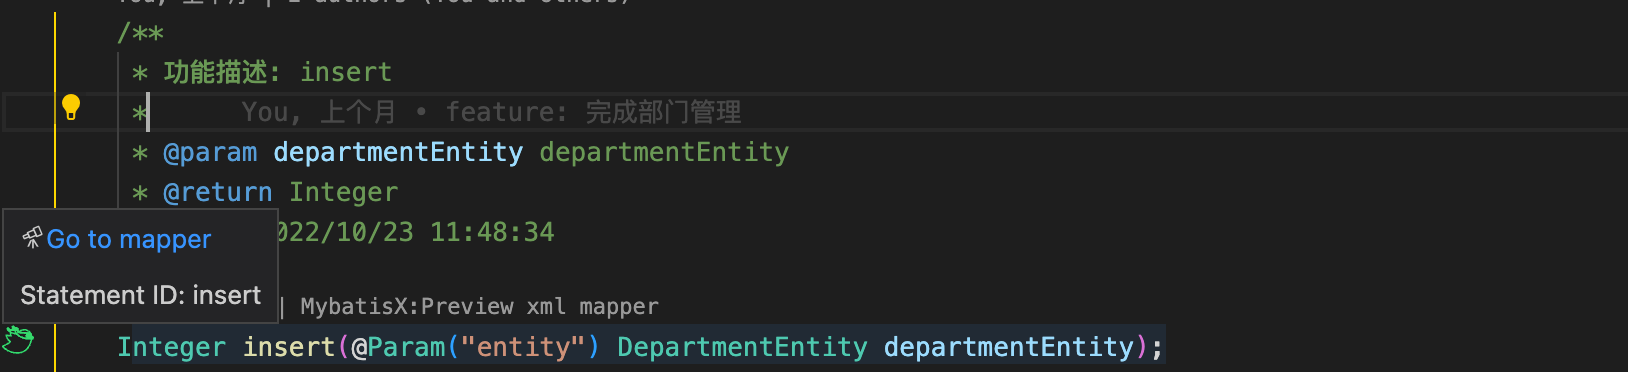 /**
* 功能描述: insert
* You, 上个月 • feature: 完成部门管理
* @param departmentEntity departmentEntity
* @return Integer
022/10/23 11:48:34
Go to mapper
Statement ID: insert
| MybatisX:Preview xml mapper
Integer insert(@Param("entity") DepartmentEntity departmentEntity);